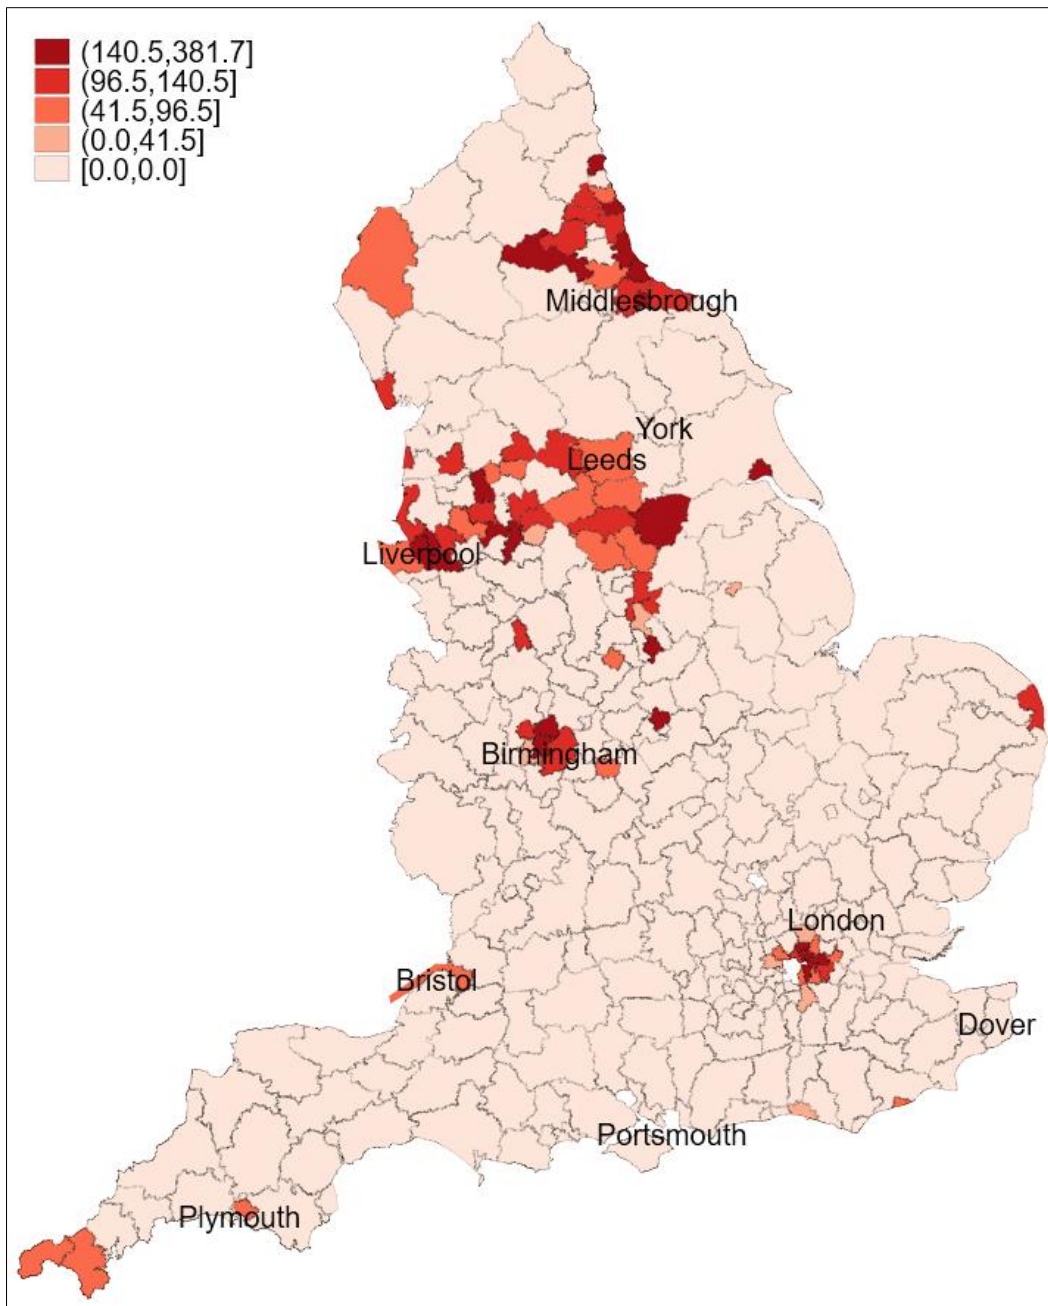 (140.5,381.7]
(96.5,140.5]
(41.5,96.5]
(0.0,41.5]
[0.0,0.0]
Middlesbrough
York
Leeds
Liverpool
Birmingham
London
Bristol
Dover
Portsmouth
Plymouth